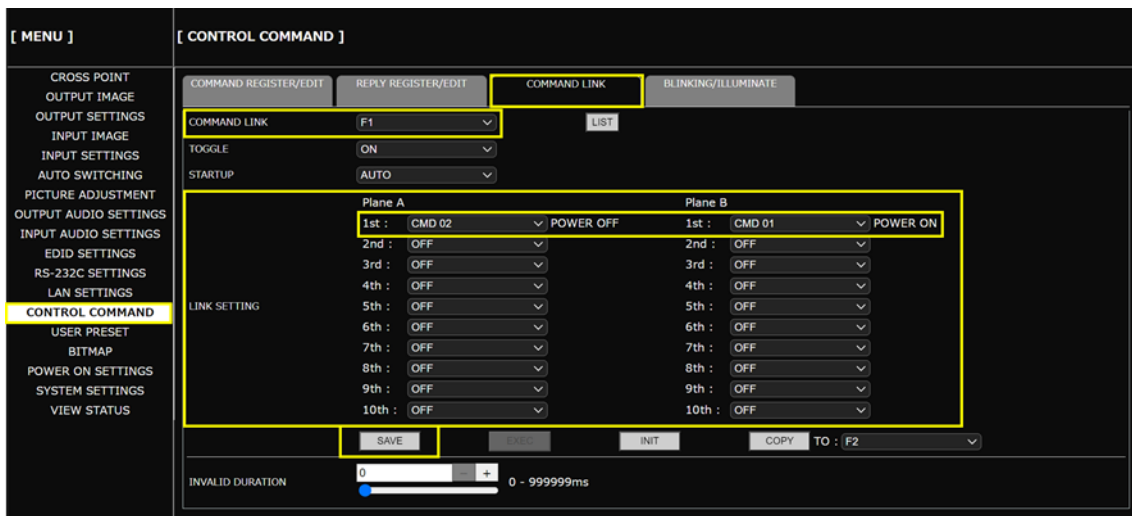 [ MENU ]
[ CONTROL COMMAND ]
CROSS POINT
OUTPUT IMAGE
OUTPUT SETTINGS
INPUT IMAGE
INPUT SETTINGS
AUTO SWITCHING
PICTURE ADJUSTMENT
OUTPUT AUDIO SETTINGS
INPUT AUDIO SETTINGS
EDID SETTINGS
RS-232C SETTINGS
LAN SETTINGS
CONTROL COMMAND
USER PRESET
BITMAP
POWER ON SETTINGS
SYSTEM SETTINGS
VIEW STATUS
COMMAND REGISTER/EDIT REPLY REGISTER/EDIT COMMAND LINK BLINKING/ILLUMINATE
COMMAND LINK F1 LIST
TOGGLE ON
STARTUP AUTO
LINK SETTING
Plane A Plane B
1st : CMD 02 POWER OFF 1st : CMD 01 POWER ON
2nd : OFF 2nd : OFF
3rd : OFF 3rd : OFF
4th : OFF 4th : OFF
5th : OFF 5th : OFF
6th : OFF 6th : OFF
7th : OFF 7th : OFF
8th : OFF 8th : OFF
9th : OFF 9th : OFF
10th : OFF 10th : OFF
SAVE EXEC INIT COPY TO : F2
INVALID DURATION 0 - + 0 - 999999ms